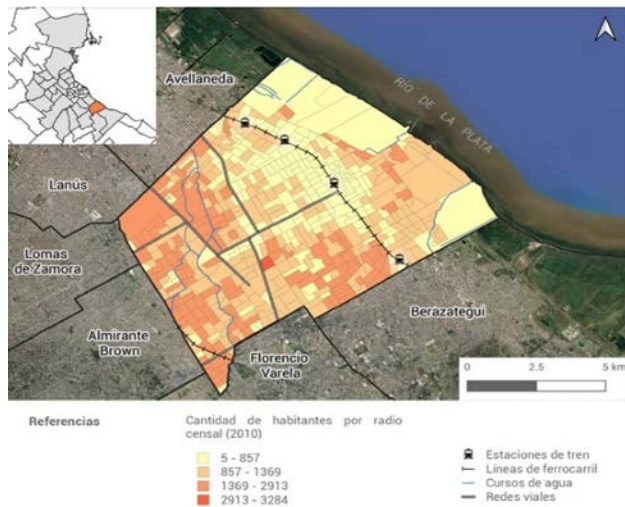 Avellaneda
RÍO DE LA PLATA
Lanús
Lomas
de Zamora
Berazategui
Almirante
Brown
Florencio
Varela
0 2.5 5 km
Referencias
Cantidad de habitantes por radio
censal (2010)
5 - 857
857 - 1369
1369 - 2913
2913 - 3284
Estaciones de tren
Líneas de ferrocarril
Cursos de agua
Redes viales